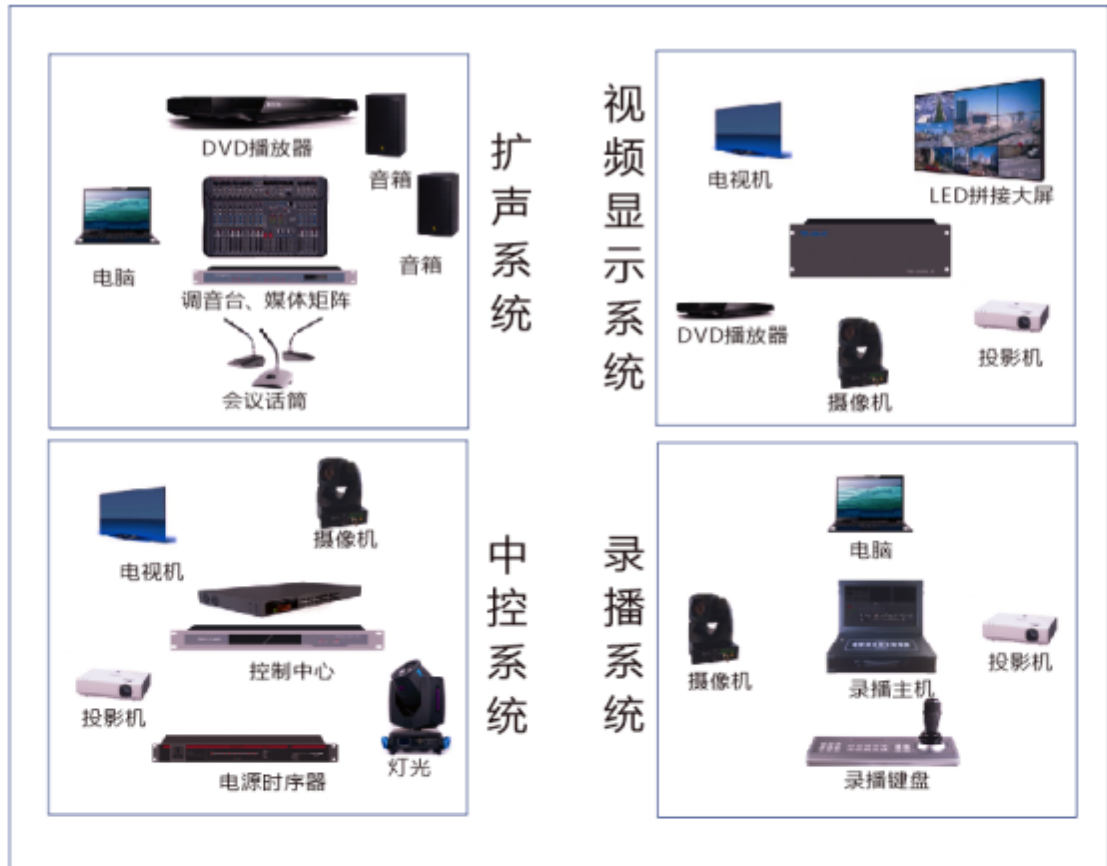 DVD播放器
音箱
电脑
音箱
调音台、媒体矩阵
会议话筒
扩声系统
视频显示系统
电视机
LED拼接大屏
DVD播放器
投影机
摄像机
摄像机
电视机
控制中心
投影机
灯光
电源时序器
中控系统
录播系统
电脑
摄像机
录播主机
投影机
录播键盘